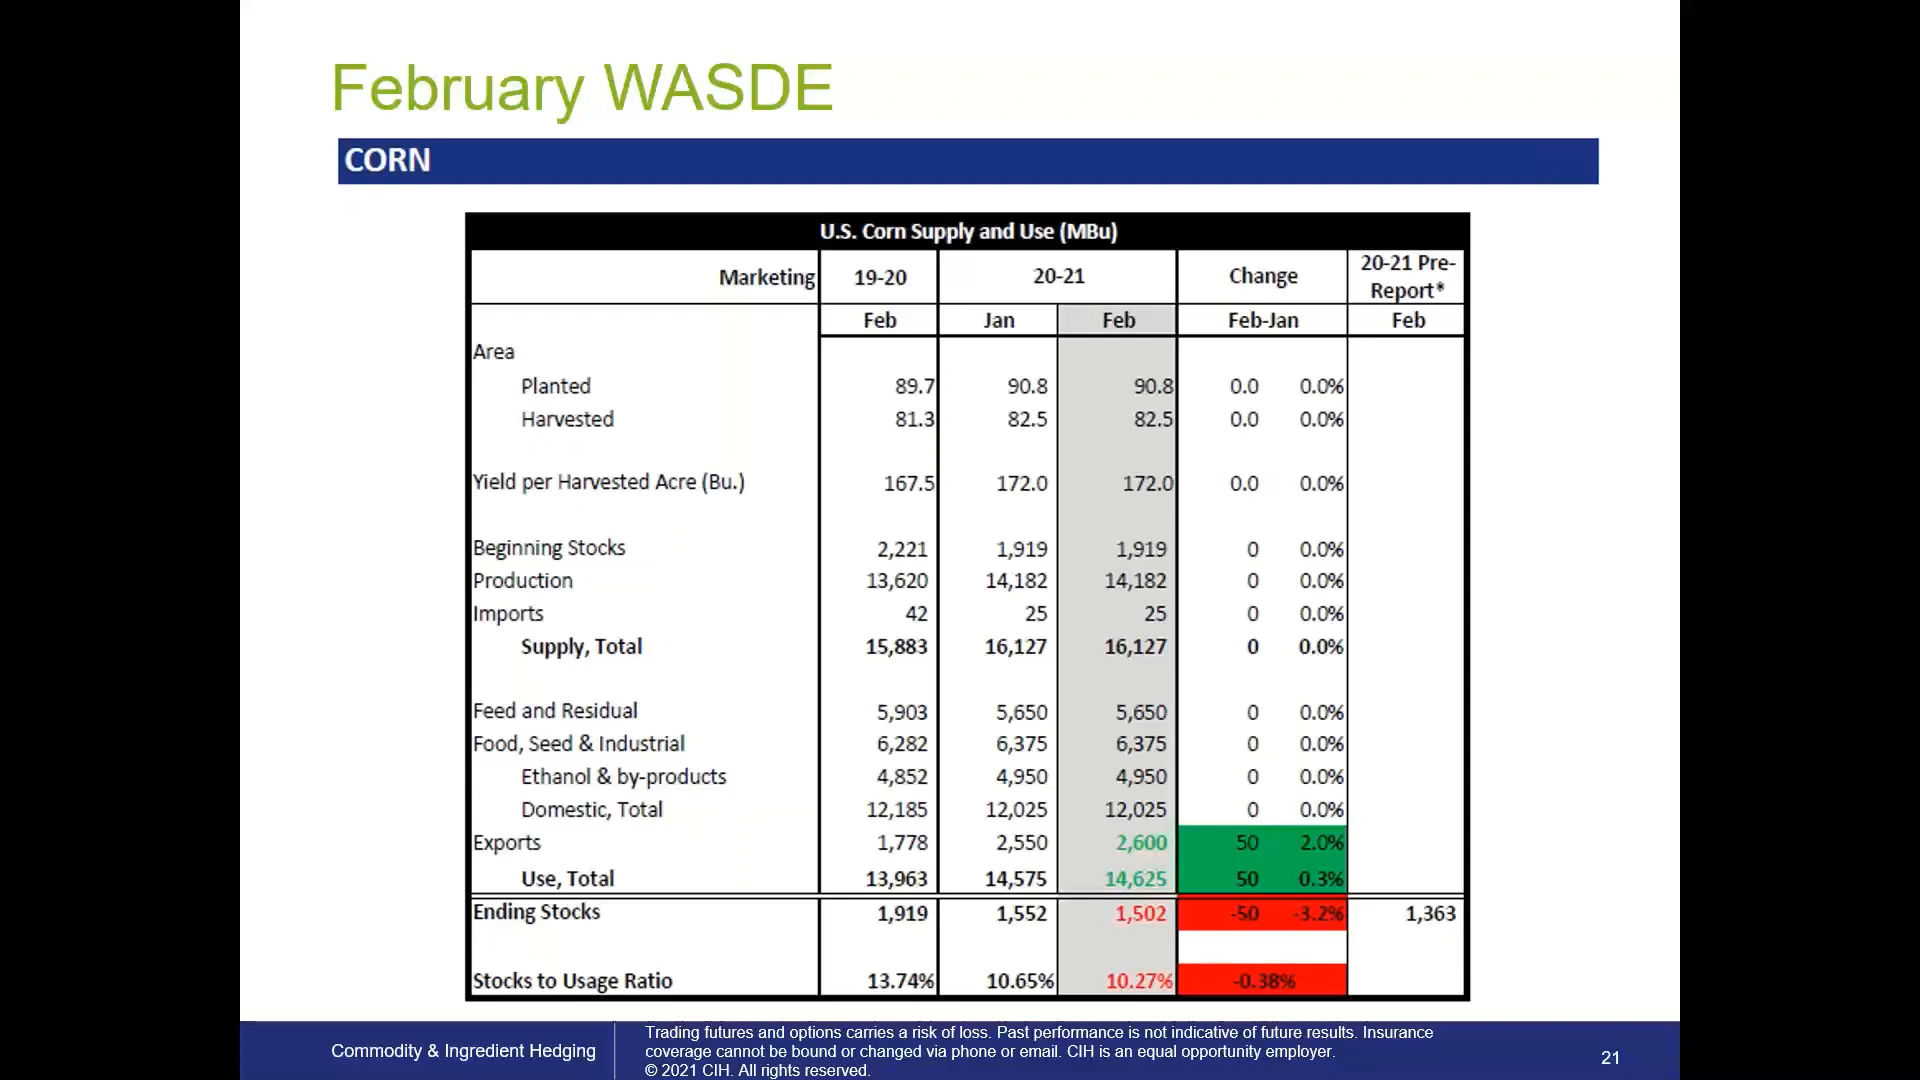 February WASDE
CORN
U.S. Corn Supply and Use (MBu)
Marketing 19-20 20-21 Change 20-21 Pre-
Report*
Feb Jan Feb Feb-Jan Feb
Area
Planted 89.7 90.8 90.8 0.0 0.0%
Harvested 81.3 82.5 82.5 0.0 0.0%
Yield per Harvested Acre (Bu.) 167.5 172.0 172.0 0.0 0.0%
Beginning Stocks 2,221 1,919 1,919 0 0.0%
Production 13,620 14,182 14,182 0 0.0%
Imports 42 25 25 0 0.0%
Supply, Total 15,883 16,127 16,127 0 0.0%
Feed and Residual 5,903 5,650 5,650 0 0.0%
Food, Seed & Industrial 6,282 6,375 6,375 0 0.0%
Ethanol & by-products 4,852 4,950 4,950 0 0.0%
Domestic, Total 12,185 12,025 12,025 0 0.0%
Exports 1,778 2,550 2,600 50 2.0%
Use, Total 13,963 14,575 14,625 50 0.3%
Ending Stocks 1,919 1,552 1,502 -50 -3.2% 1,363
Stocks to Usage Ratio 13.74% 10.65% 10.27% -0.38%
Commodity & Ingredient Hedging
Trading futures and options carries a risk of loss. Past performance is not indicative of future results. Insurance
coverage cannot be bound or changed via phone or email. CIH is an equal opportunity employer.
© 2021 CIH. All rights reserved.
21